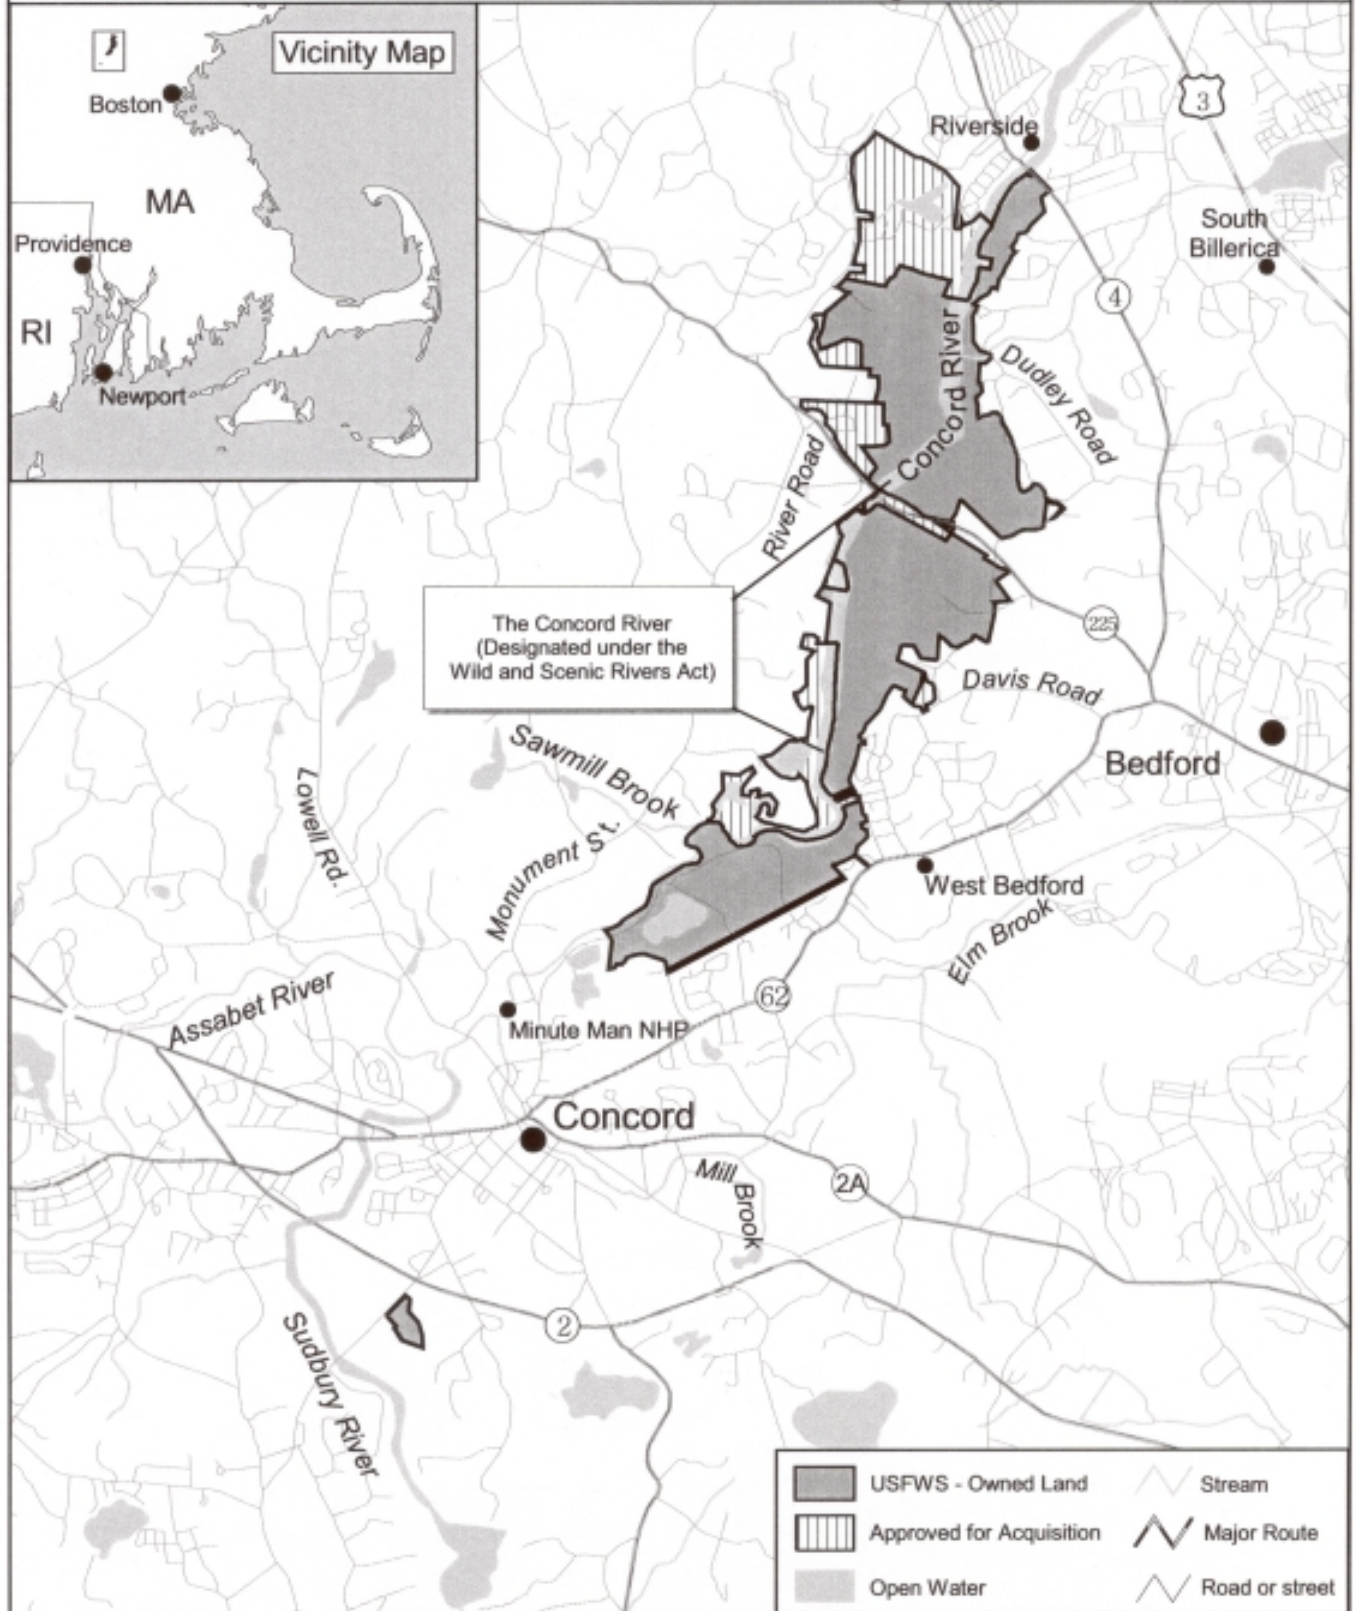 Vicinity Map
Boston
MA
Providence
RI
Newport
Riverside
3
South
Billerica
4
Concord River
Dudley Road
River Road
The Concord River
(Designated under the
Wild and Scenic Rivers Act)
225
Davis Road
Bedford
Sawmill Brook
Lowell Rd.
Monument St.
West Bedford
Elm Brook
Assabet River
62
Minute Man NHP
Concord
Mill
Brook
2A
2
Sudbury River
USFWS - Owned Land
Stream
Approved for Acquisition
Major Route
Open Water
Road or street